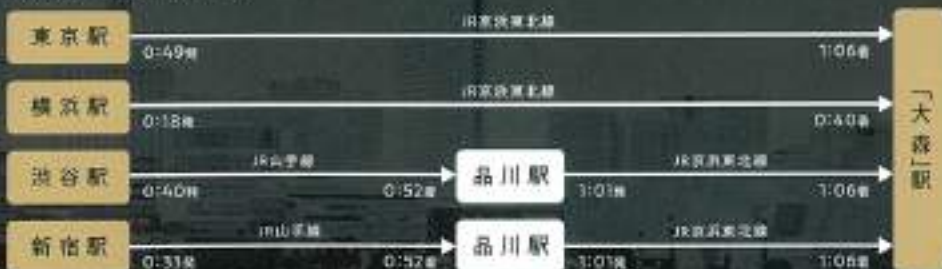 JR京浜東北線
東京駅
0:49発
1:06着
JR京浜東北線
横浜駅
0:18発
0:40着
JR山手線
JR京浜東北線
渋谷駅
0:40発
0:52着
品川駅
1:01発
1:06着
JR山手線
JR京浜東北線
新宿駅
0:33発
0:52着
品川駅
1:01発
1:06着
「大森」駅